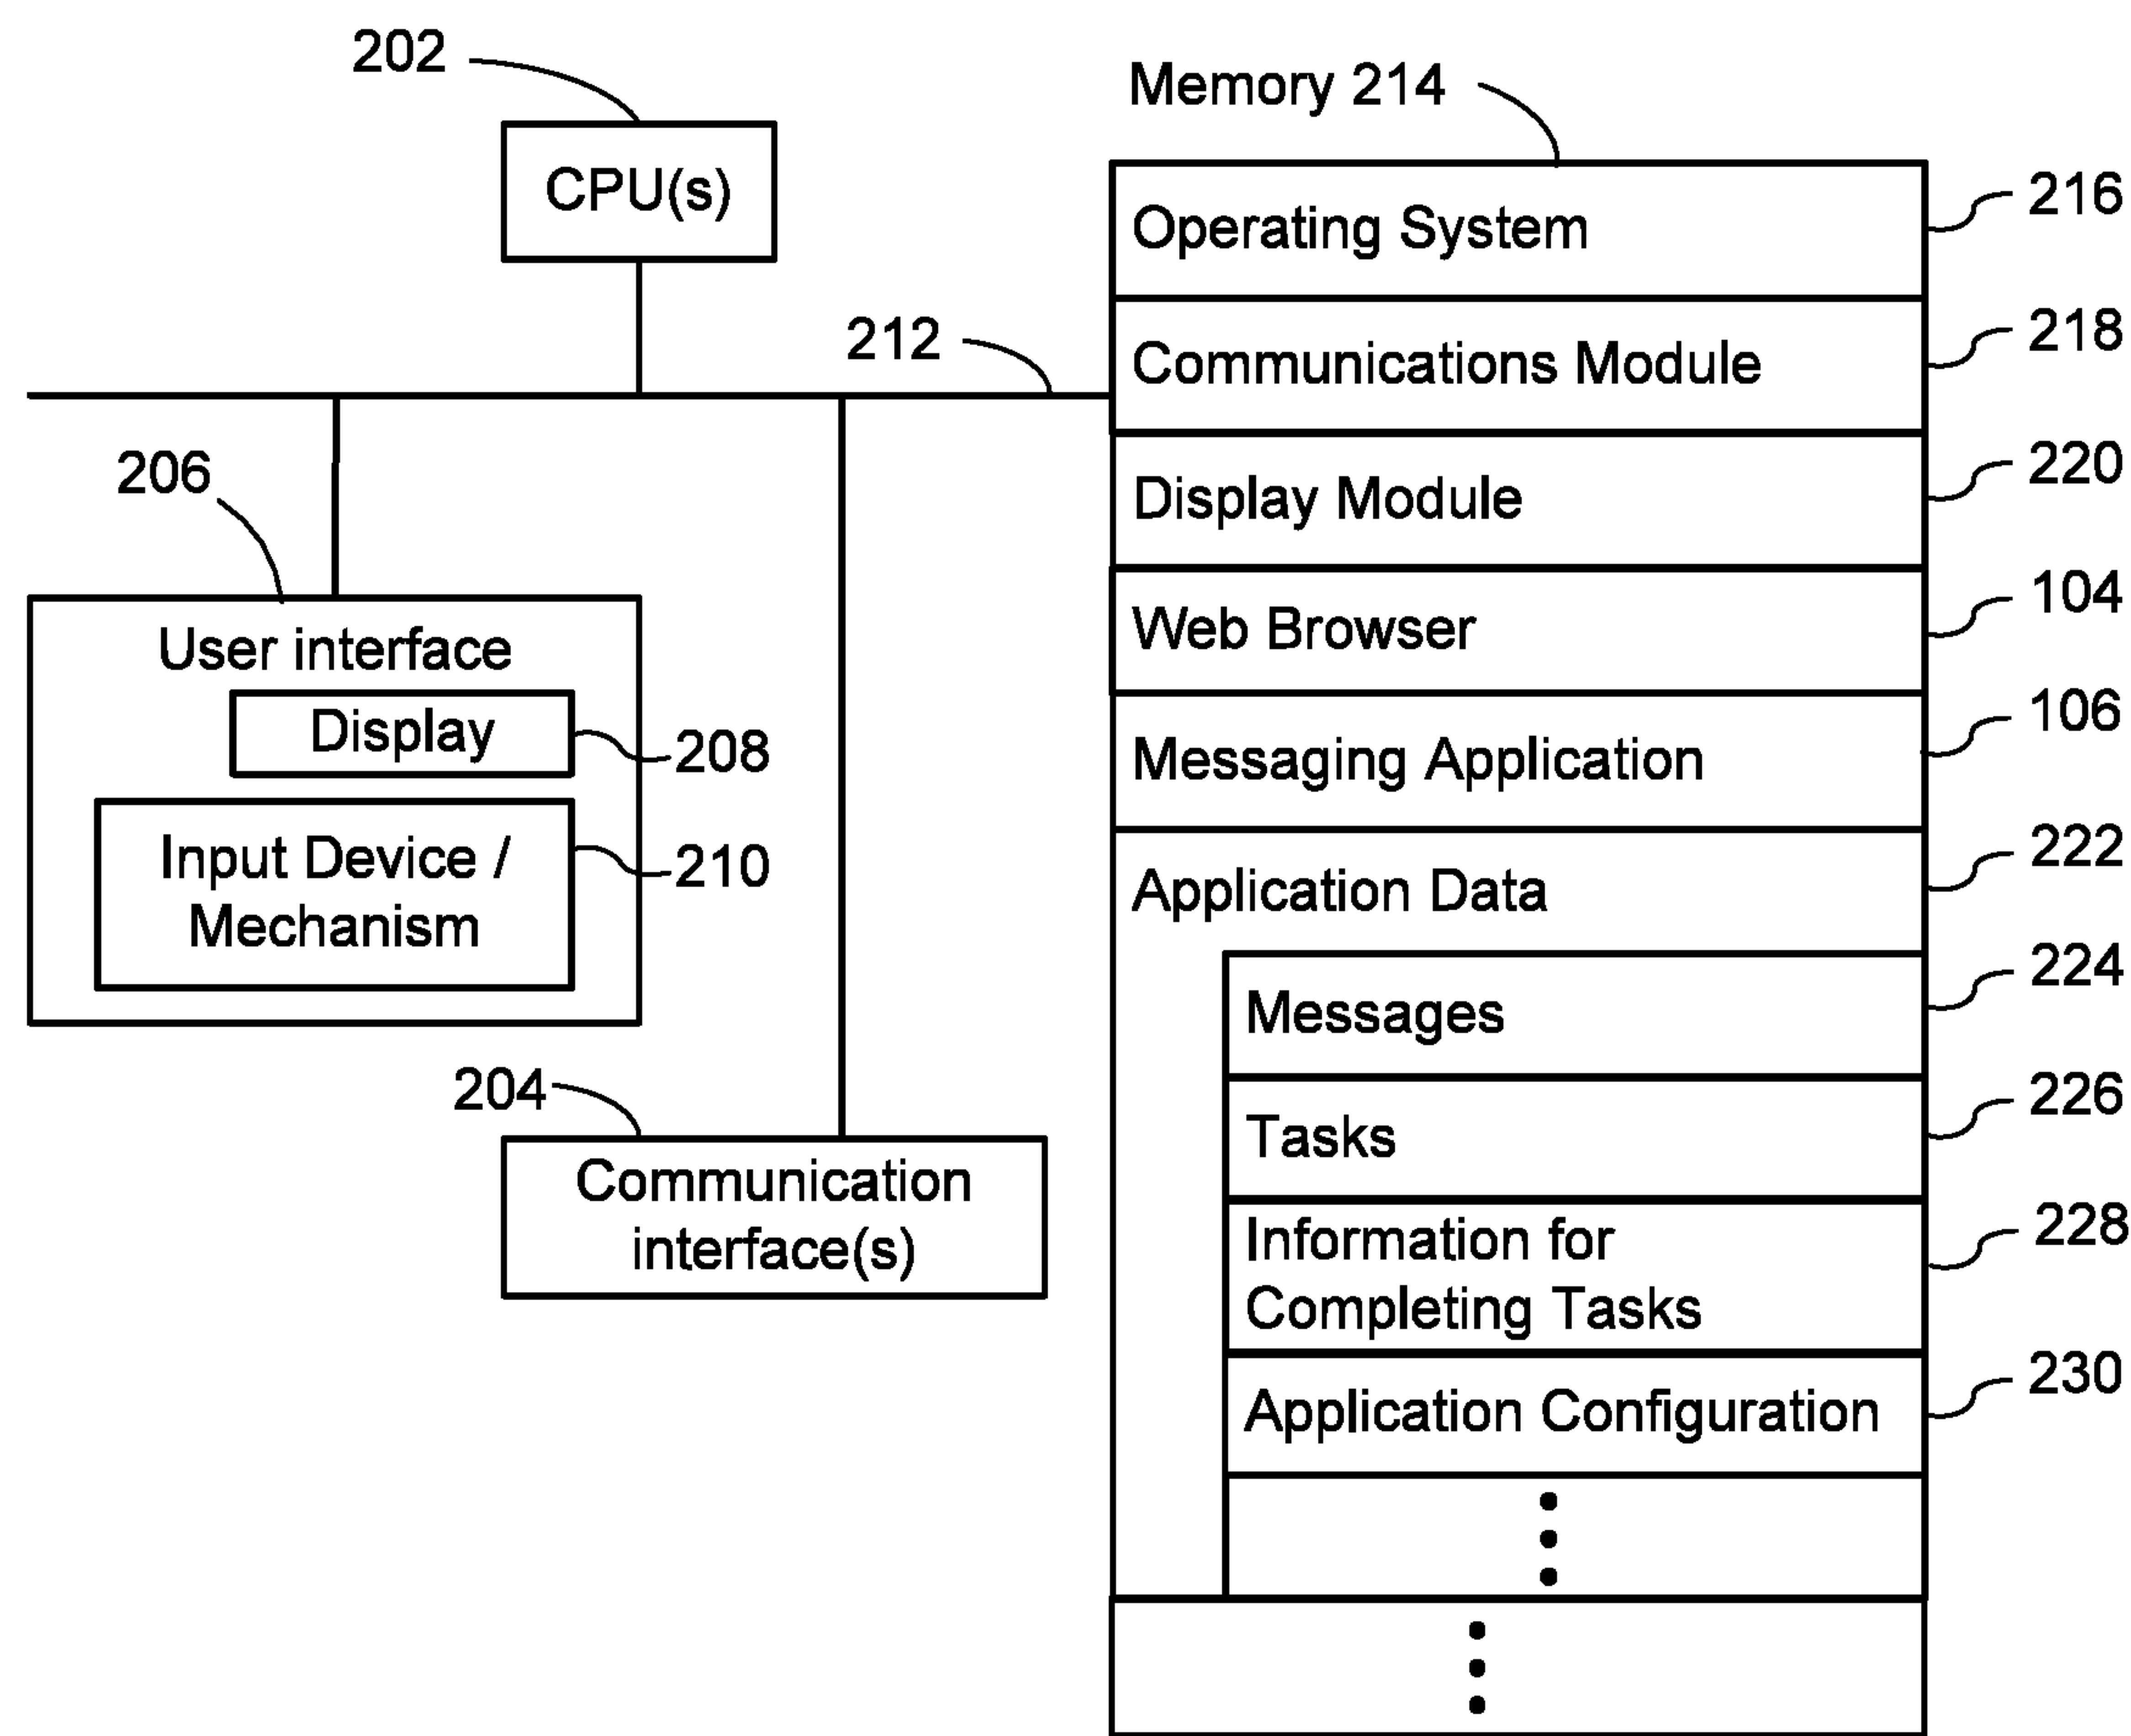 202
CPU(s)
212
206
User interface
Display
208
Input Device /
Mechanism
210
204
Communication
interface(s)
Memory 214
Operating System
216
Communications Module
218
Display Module
220
Web Browser
104
Messaging Application
106
Application Data
222
Messages
224
Tasks
226
Information for
Completing Tasks
228
Application Configuration
230